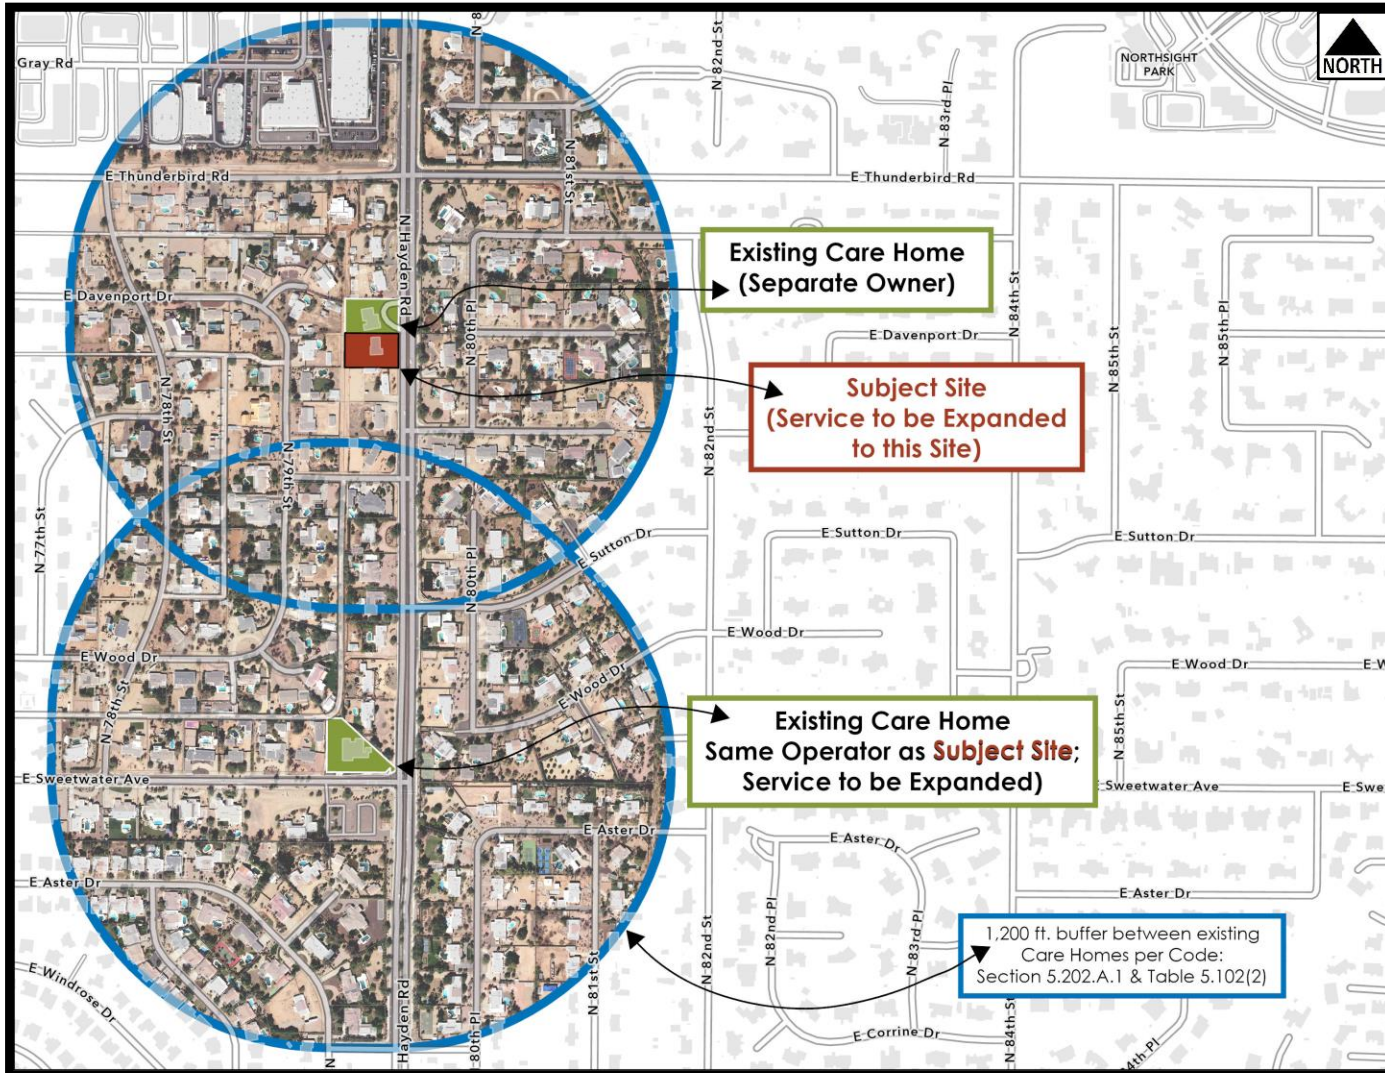 N 8
Gray Rd
N 82nd St
NORTHSIGHT
PARK
NORTH
N 83rd Pl
N 81st St
E Thunderbird Rd
E Thunderbird Rd
N Hayden Rd
Existing Care Home
(Separate Owner)
E Davenport Dr
N 84th St
N 80th Pl
E Davenport Dr
N 85th St
N 85th Pl
Subject Site
(Service to be Expanded
to this Site)
N 78th St
N 82nd St
N 79th St
N 77th St
E Sutton Dr
E Sutton Dr
E Sutton Dr
N 80th Pl
E Wood Dr
E Wood Dr
E Wood Dr
E W
E Wood Dr
N 78th St
N 85th St
Existing Care Home
Same Operator as Subject Site;
Service to be Expanded)
E Sweetwater Ave
E Sweetwater Ave
E Swe
E Aster Dr
E Aster Dr
E Aster Dr
E Aster Dr
N 82nd St
N 82nd Pl
N 83rd Pl
1,200 ft. buffer between existing
Care Homes per Code:
Section 5.202.A.1 & Table 5.102(2)
N 81st St
E Windrose Dr
Hayden Rd
80th Pl
N
E Corrine Dr
N 84th St
4th Pl